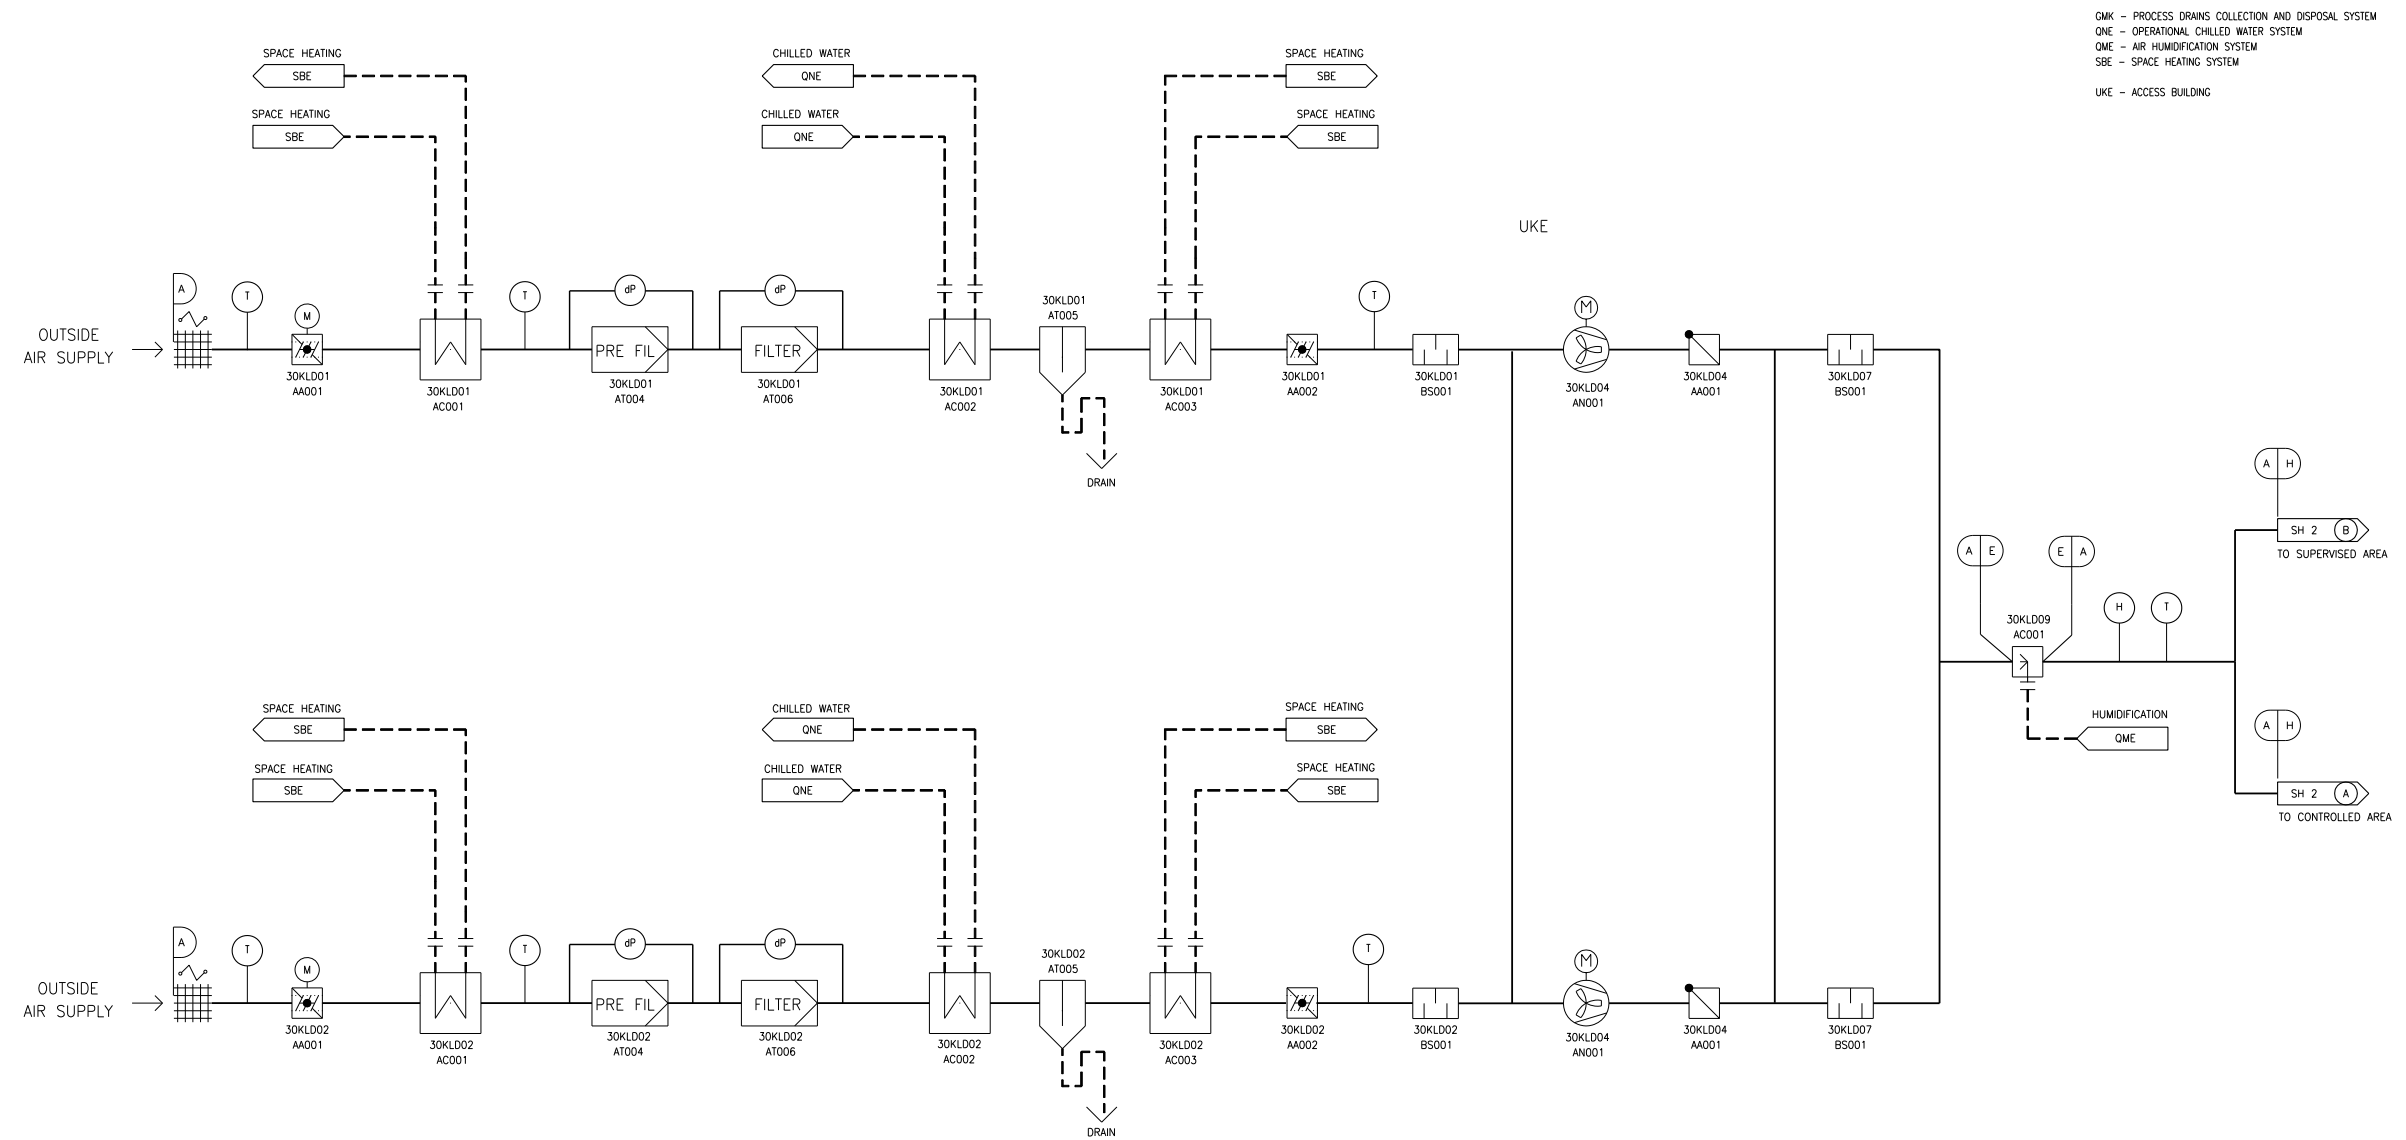 GMK - PROCESS DRAINS COLLECTION AND DISPOSAL SYSTEM
QNE - OPERATIONAL CHILLED WATER SYSTEM
QME - AIR HUMIDIFICATION SYSTEM
SBE - SPACE HEATING SYSTEM
UKE - ACCESS BUILDING
SPACE HEATING
SBE
SPACE HEATING
SBE
CHILLED WATER
QNE
CHILLED WATER
QNE
SPACE HEATING
SBE
SPACE HEATING
SBE
UKE
OUTSIDE
AIR SUPPLY
A
T
M
30KLD01
AA001
30KLD01
AC001
T
dP
PRE FIL
30KLD01
AT004
dP
FILTER
30KLD01
AT006
30KLD01
AC002
30KLD01
AT005
DRAIN
30KLD01
AC003
30KLD01
AA002
T
30KLD01
BS001
M
30KLD04
AN001
30KLD04
AA001
30KLD07
BS001
A E
E A
30KLD09
AC001
H
T
HUMIDIFICATION
QME
A H
SH 2 B
TO SUPERVISED AREA
A H
SH 2 A
TO CONTROLLED AREA
SPACE HEATING
SBE
SPACE HEATING
SBE
CHILLED WATER
QNE
CHILLED WATER
QNE
SPACE HEATING
SBE
SPACE HEATING
SBE
OUTSIDE
AIR SUPPLY
A
T
M
30KLD02
AA001
30KLD02
AC001
T
dP
PRE FIL
30KLD02
AT004
dP
FILTER
30KLD02
AT006
30KLD02
AC002
30KLD02
AT005
DRAIN
30KLD02
AC003
30KLD02
AA002
T
30KLD02
BS001
M
30KLD04
AN001
30KLD04
AA001
30KLD07
BS001